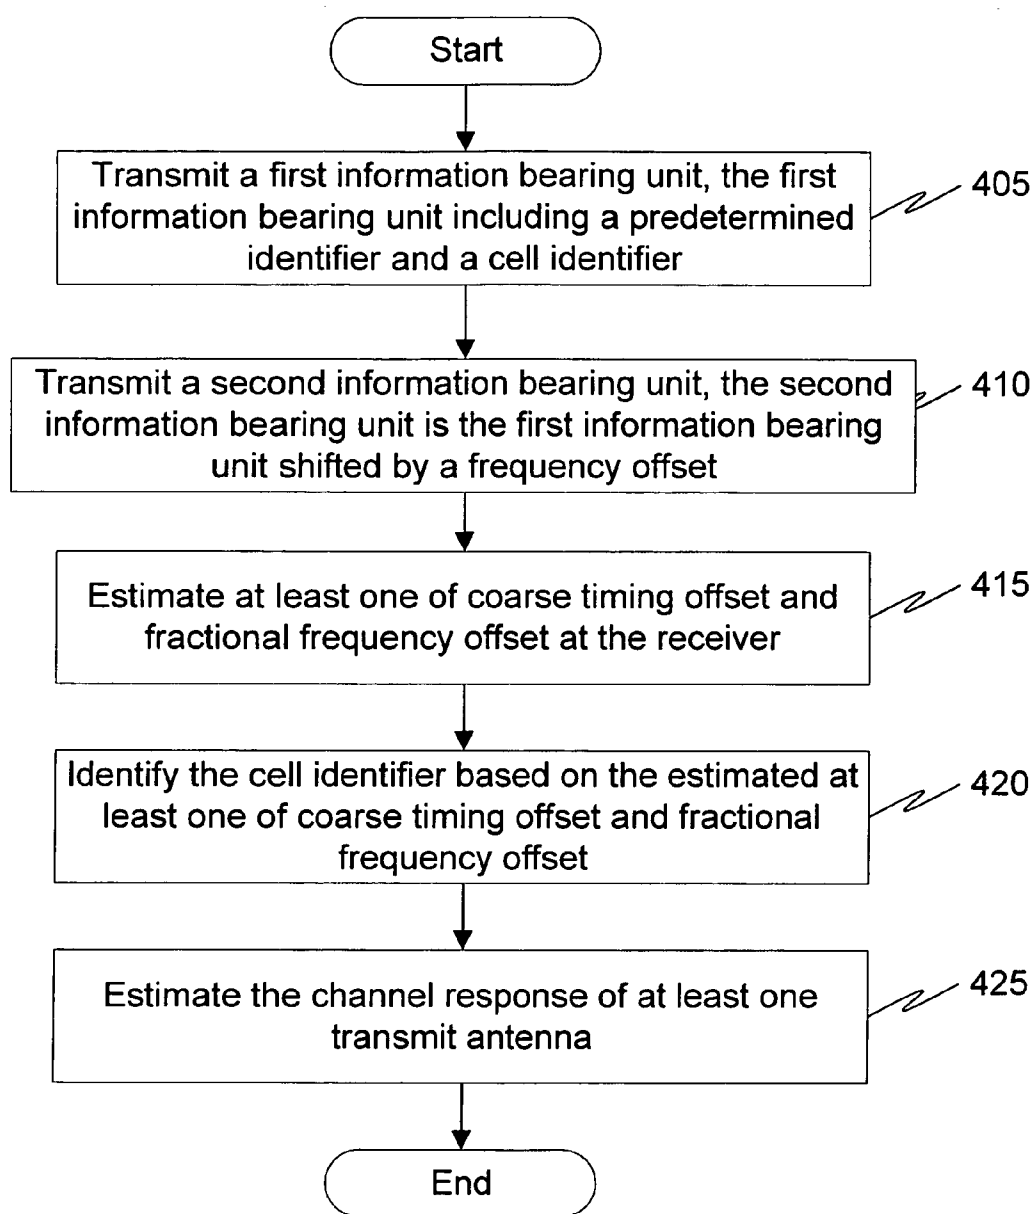 Start
Transmit a first information bearing unit, the first
information bearing unit including a predetermined
identifier and a cell identifier
405
Transmit a second information bearing unit, the second
information bearing unit is the first information bearing
unit shifted by a frequency offset
410
Estimate at least one of coarse timing offset and
fractional frequency offset at the receiver
415
Identify the cell identifier based on the estimated at
least one of coarse timing offset and fractional
frequency offset
420
Estimate the channel response of at least one
transmit antenna
425
End